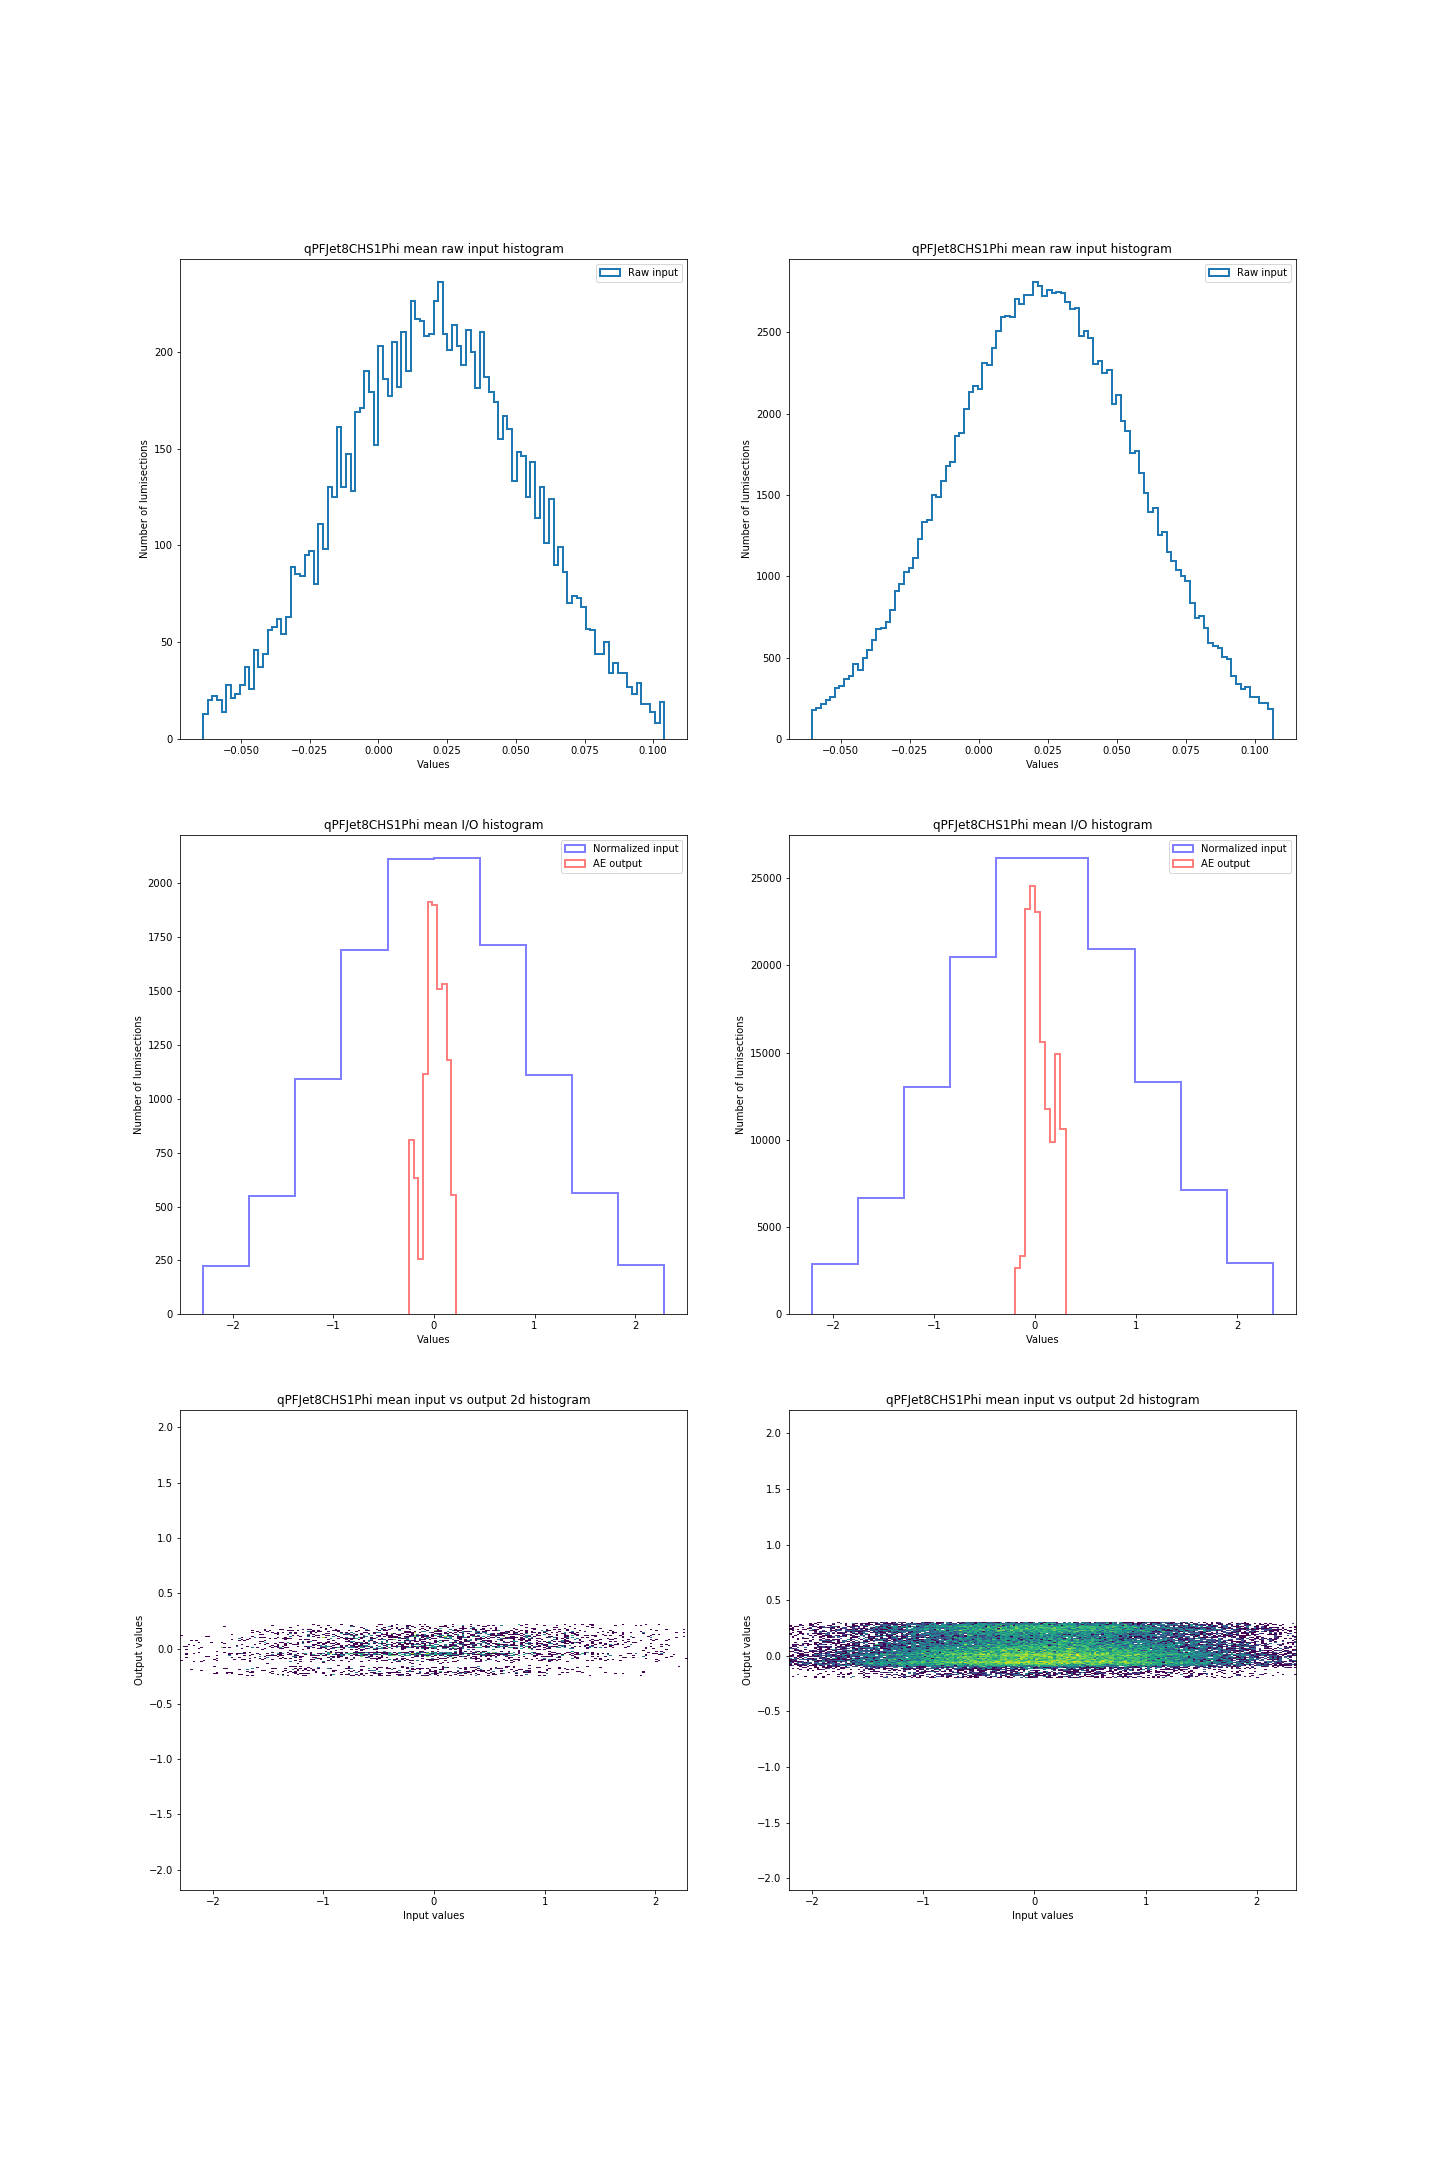 qPFJet8CHS1Phi mean raw input histogram
Raw input
200
150
100
50
0
Number of lumisections
−0.050 −0.025 0.000 0.025 0.050 0.075 0.100
Values
qPFJet8CHS1Phi mean raw input histogram
Raw input
2500
2000
1500
1000
500
0
Number of lumisections
−0.050 −0.025 0.000 0.025 0.050 0.075 0.100
Values
qPFJet8CHS1Phi mean I/O histogram
Normalized input
AE output
2000
1750
1500
1250
1000
750
500
250
0
Number of lumisections
−2 −1 0 1 2
Values
qPFJet8CHS1Phi mean I/O histogram
Normalized input
AE output
25000
20000
15000
10000
5000
0
Number of lumisections
−2 −1 0 1 2
Values
qPFJet8CHS1Phi mean input vs output 2d histogram
2.0
1.5
1.0
0.5
0.0
−0.5
−1.0
−1.5
−2.0
Output values
−2 −1 0 1 2
Input values
qPFJet8CHS1Phi mean input vs output 2d histogram
2.0
1.5
1.0
0.5
0.0
−0.5
−1.0
−1.5
−2.0
Output values
−2 −1 0 1 2
Input values